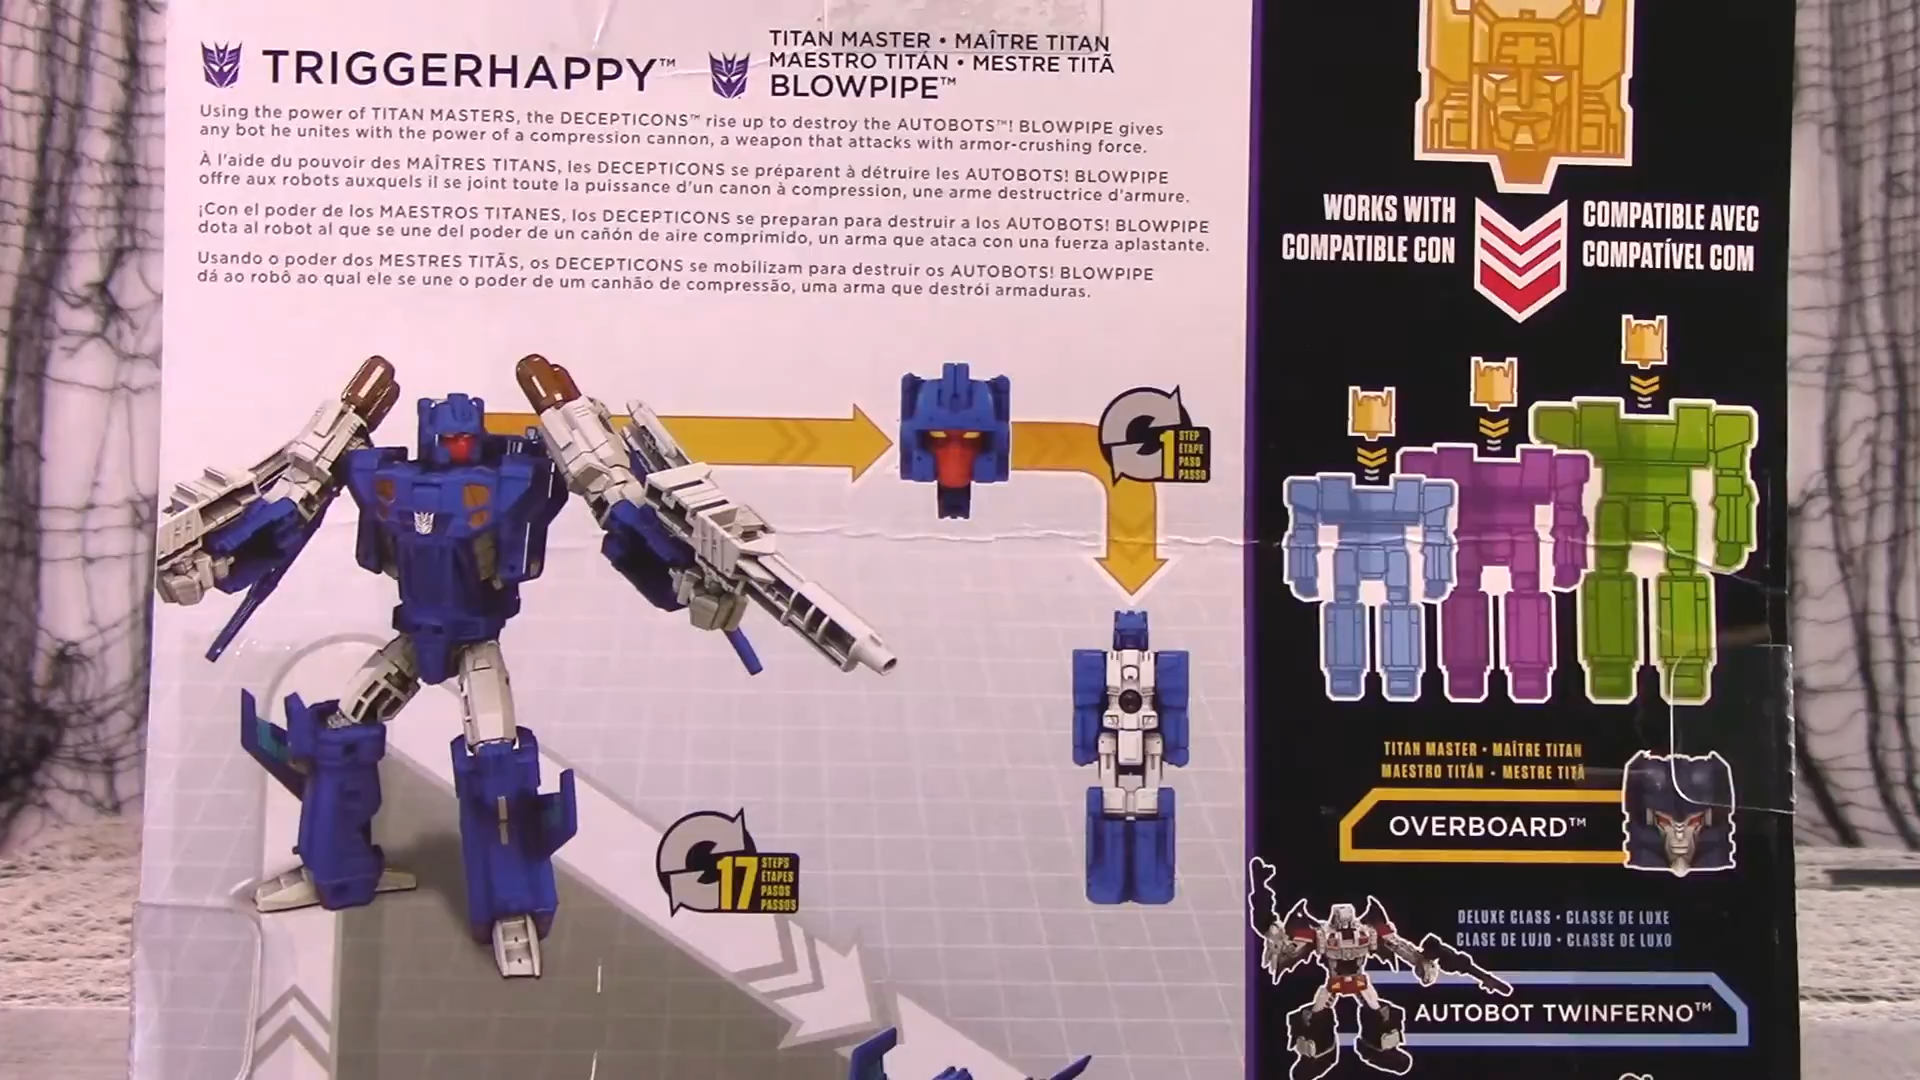 TRIGGERHAPPY™
TITAN MASTER • MAÎTRE TITAN
MAESTRO TITÁN • MESTRE TITÃ
BLOWPIPE™
Using the power of TITAN MASTERS, the DECEPTICONS™ rise up to destroy the AUTOBOTS™! BLOWPIPE gives
any bot he unites with the power of a compression cannon, a weapon that attacks with armor-crushing force.
À l'aide du pouvoir des MAÎTRES TITANS, les DECEPTICONS se préparent à détruire les AUTOBOTS! BLOWPIPE
offre aux robots auxquels il se joint toute la puissance d'un canon à compression, une arme destructrice d'armure.
¡Con el poder de los MAESTROS TITANES, los DECEPTICONS se preparan para destruir a los AUTOBOTS! BLOWPIPE
dota al robot al que se une del poder de un cañón de aire comprimido, un arma que ataca con una fuerza aplastante.
Usando o poder dos MESTRES TITÃS, os DECEPTICONS se mobilizam para destruir os AUTOBOTS! BLOWPIPE
dá ao robô ao qual ele se une o poder de um canhão de compressão, uma arma que destrói armaduras.
1
STEP
ÉTAPE
PASO
PASSO
17
STEPS
ÉTAPES
PASOS
PASSOS
WORKS WITH
COMPATIBLE CON
COMPATIBLE AVEC
COMPATÍVEL COM
TITAN MASTER • MAÎTRE TITAN
MAESTRO TITÁN • MESTRE TITÃ
OVERBOARD™
DELUXE CLASS • CLASSE DE LUXE
CLASE DE LUJO • CLASSE DE LUXO
AUTOBOT TWINFERNO™